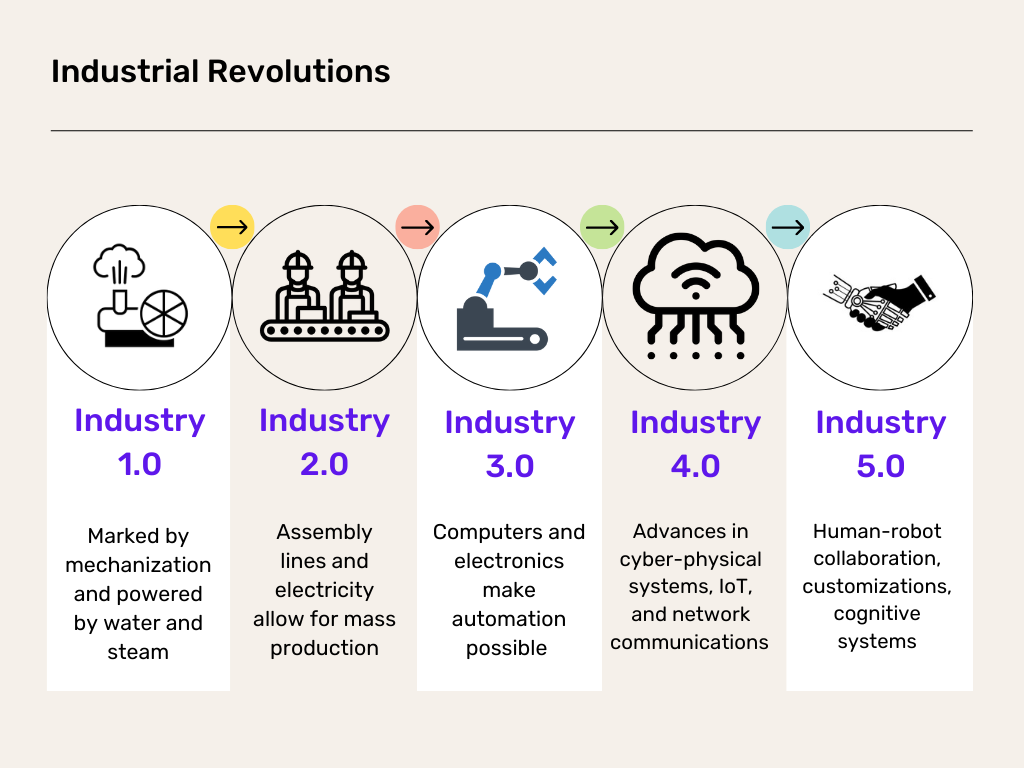 Industrial Revolutions
Industry
1.0
Marked by
mechanization
and powered
by water and
steam
Industry
2.0
Assembly
lines and
electricity
allow for mass
production
Industry
3.0
Computers and
electronics
make
automation
possible
Industry
4.0
Advances in
cyber-physical
systems, IoT,
and network
communications
Industry
5.0
Human-robot
collaboration,
customizations,
cognitive
systems